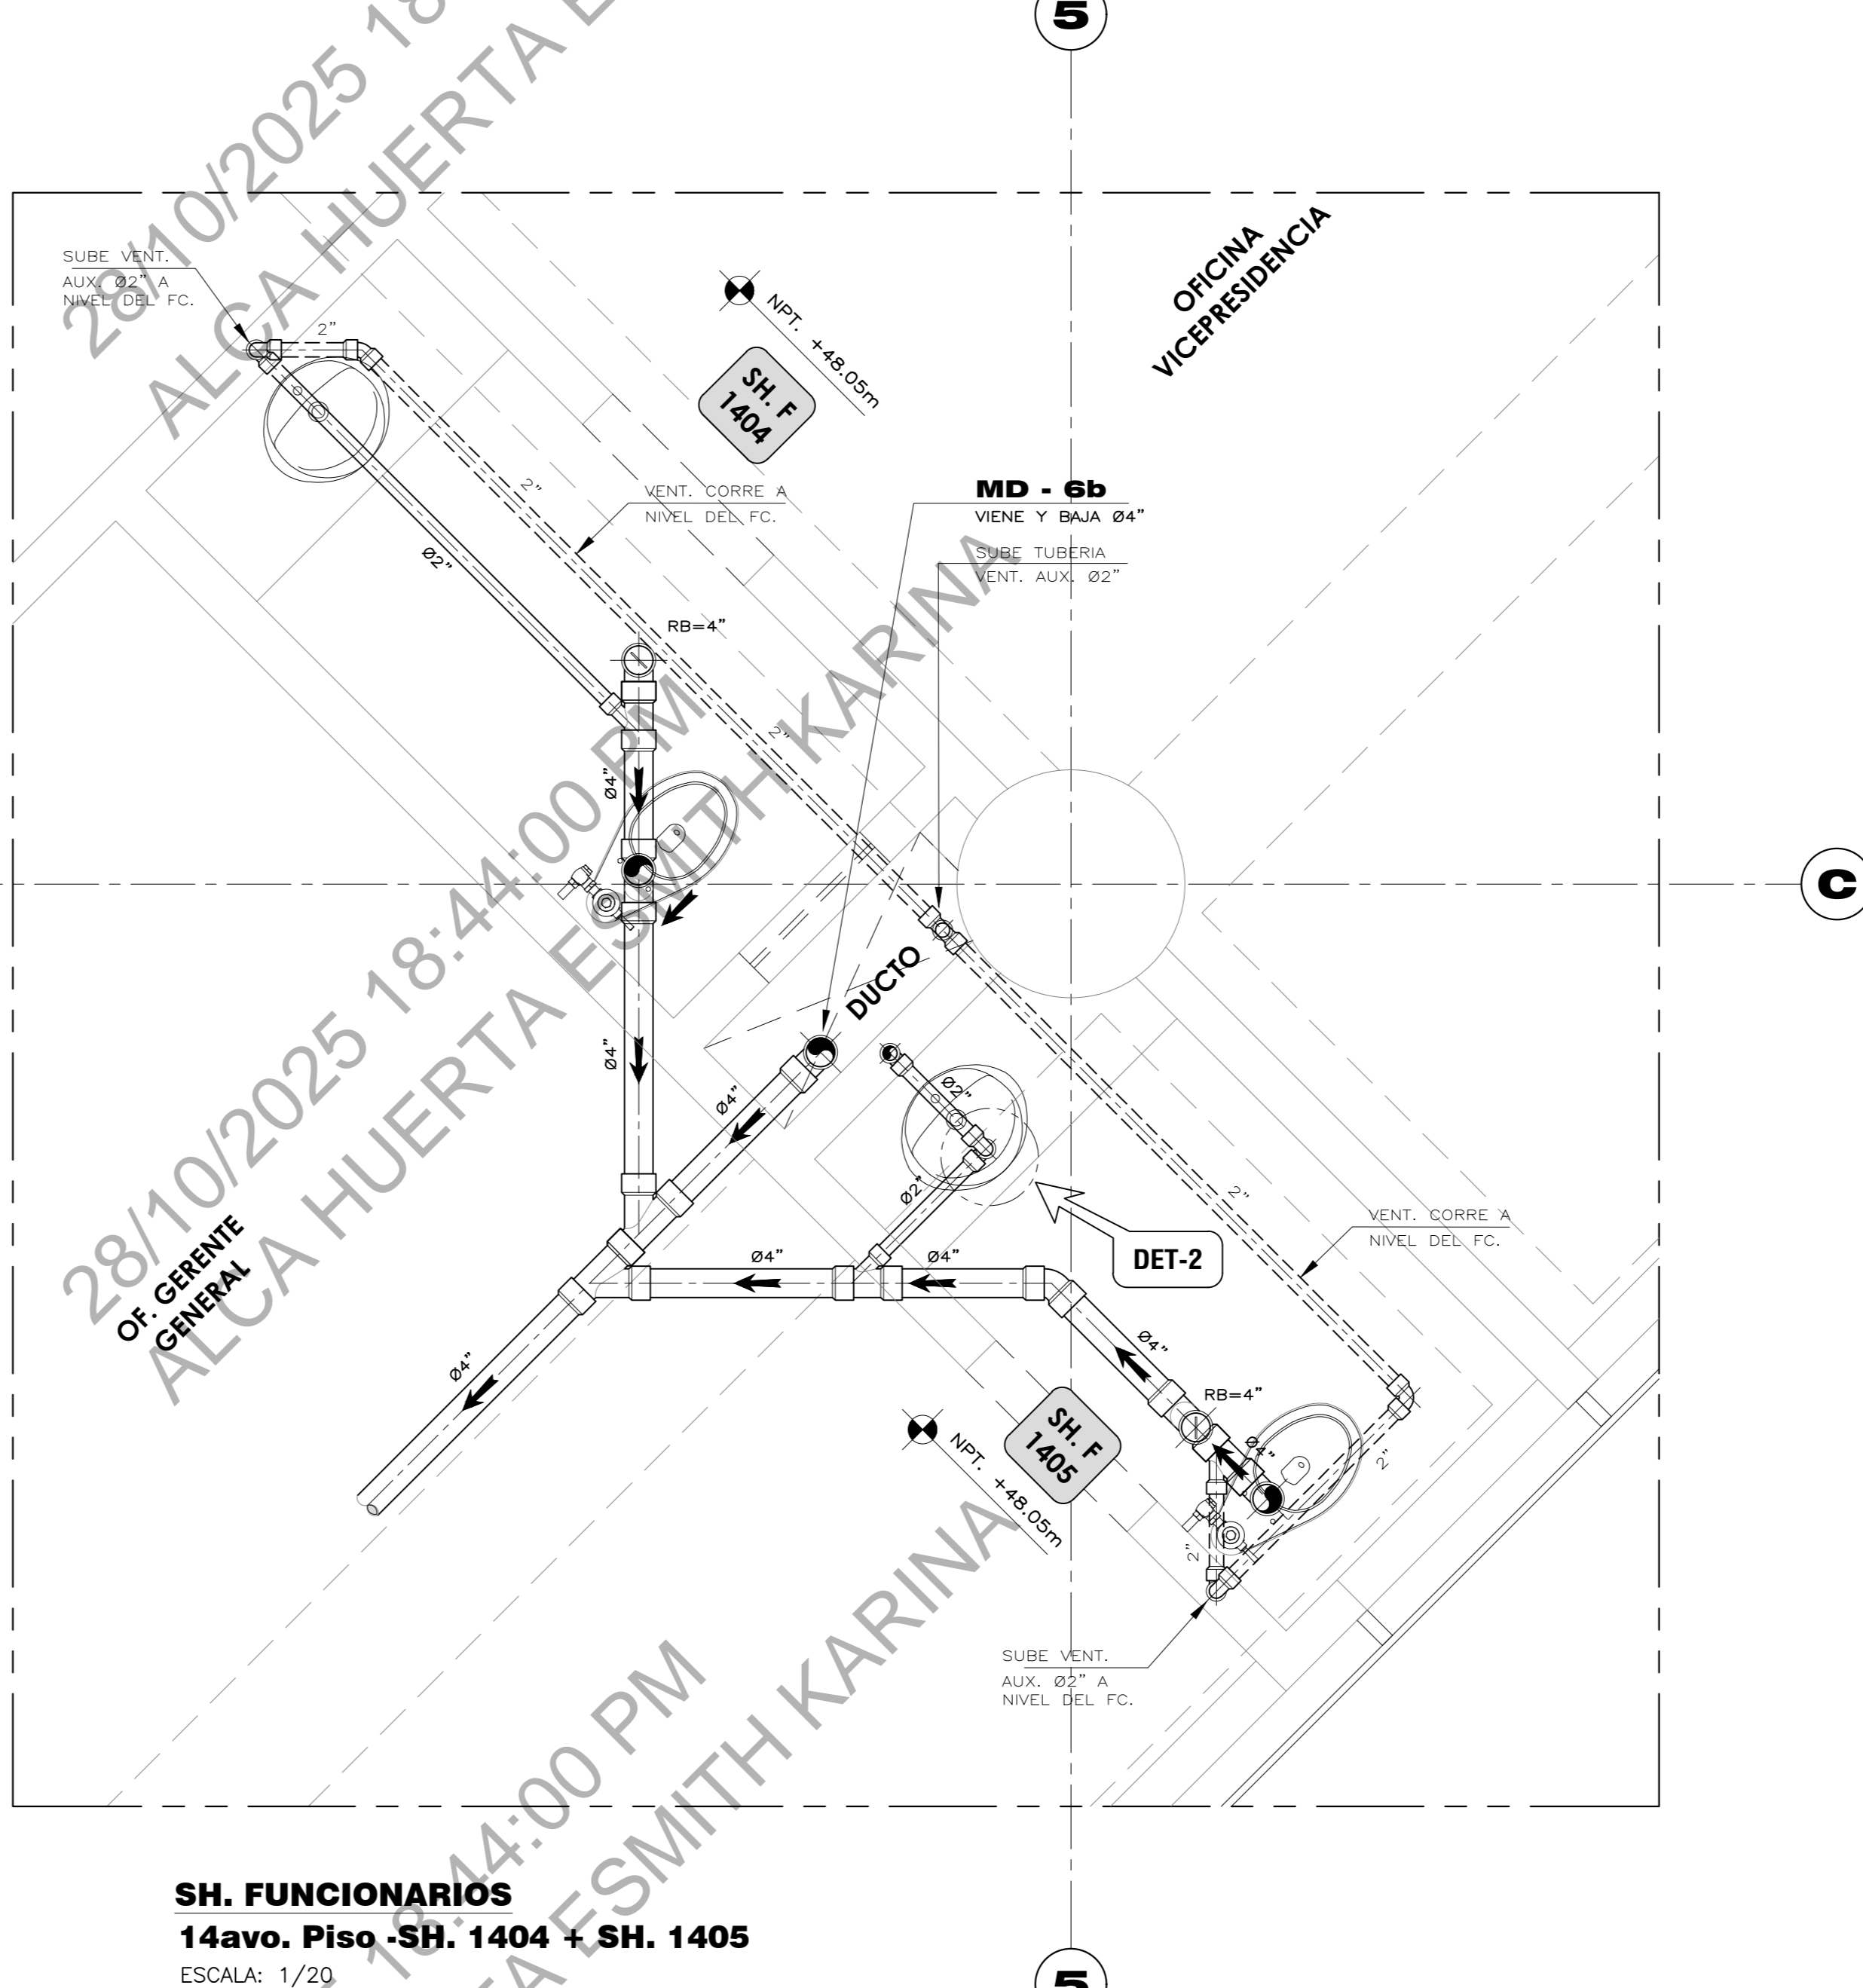 5
28/10/2025 18
ALCA HUERTA E
SUBE VENT.
AUX. Ø2" A
NIVEL DEL FC.
2"
NPT. +48.05m
SH. F
1404
OFICINA
VICEPRESIDENCIA
2"
VENT. CORRE A
NIVEL DEL FC.
MD - 6b
VIENE Y BAJA Ø4"
SUBE TUBERIA
VENT. AUX. Ø2"
Ø2"
RB=4"
2"
Ø4"
C
28/10/2025 18:44:00 PM
ALCA HUERTA ESMITH KARINA
DUCTO
Ø4"
Ø4"
Ø2"
Ø2"
2"
VENT. CORRE A
NIVEL DEL FC.
OF. GERENTE
GENERAL
Ø4"
Ø4"
DET-2
Ø4"
Ø4"
RB=4"
SH. F
1405
NPT. +48.05m
Ø4"
2"
2"
SUBE VENT.
AUX. Ø2" A
NIVEL DEL FC.
18:44:00 PM
TA ESMITH KARINA
SH. FUNCIONARIOS
14avo. Piso -SH. 1404 + SH. 1405
ESCALA: 1/20
5